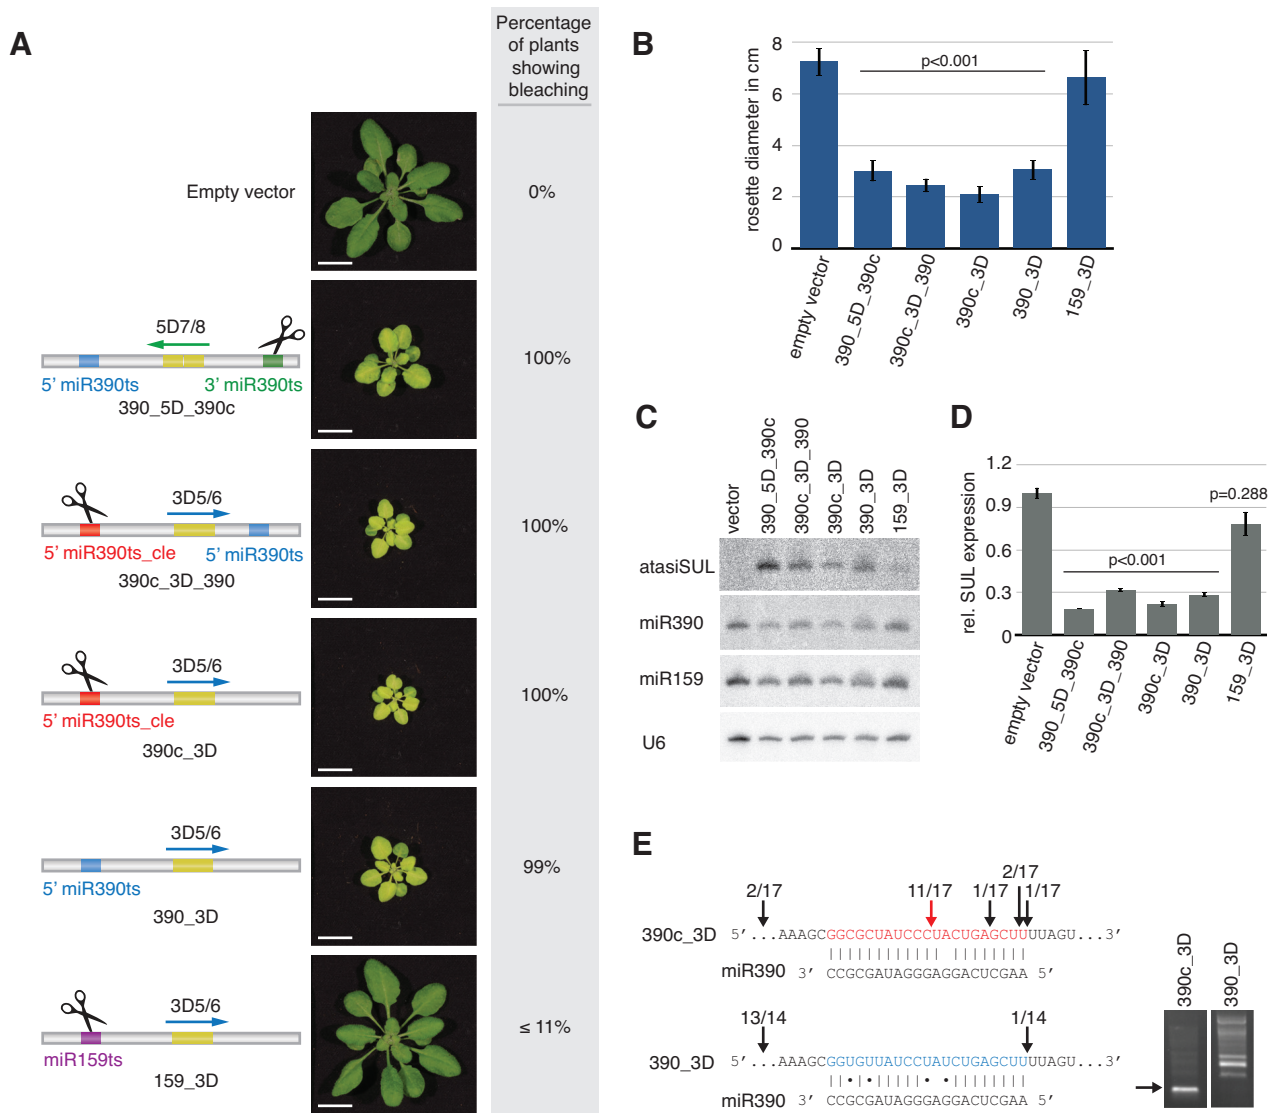 A
Percentage
of plants
showing
bleaching
Empty vector
0%
5D7/8
5’ miR390ts
3’ miR390ts
390_5D_390c
100%
3D5/6
5’ miR390ts_cle
5’ miR390ts
390c_3D_390
100%
3D5/6
5’ miR390ts_cle
390c_3D
100%
3D5/6
5’ miR390ts
390_3D
99%
3D5/6
miR159ts
159_3D
≤ 11%
B
rosette diameter in cm
8
6
4
2
0
p<0.001
empty vector
390_5D_390c
390c_3D_390
390c_3D
390_3D
159_3D
C
vector
390_5D_390c
390c_3D_390
390c_3D
390_3D
159_3D
atasiSUL
miR390
miR159
U6
D
rel. SUL expression
1.2
0.9
0.6
0.3
0
p<0.001
p=0.288
empty vector
390_5D_390c
390c_3D_390
390c_3D
390_3D
159_3D
E
2/17
11/17
1/17
2/17
1/17
390c_3D 5’ ...AAAGCGGCGCTATCCCTACTGAGCTUUUAGU...3’
miR390 3’ CCGCGAUAGGGAGGACUCGAA 5’
13/14
1/14
390_3D 5’ ...AAAGCGGUGUUAUCCUAUCUGAGCUUUUAGU...3’
miR390 3’ CCGCGAUAGGGAGGACUCGAA 5’
390c_3D
390_3D